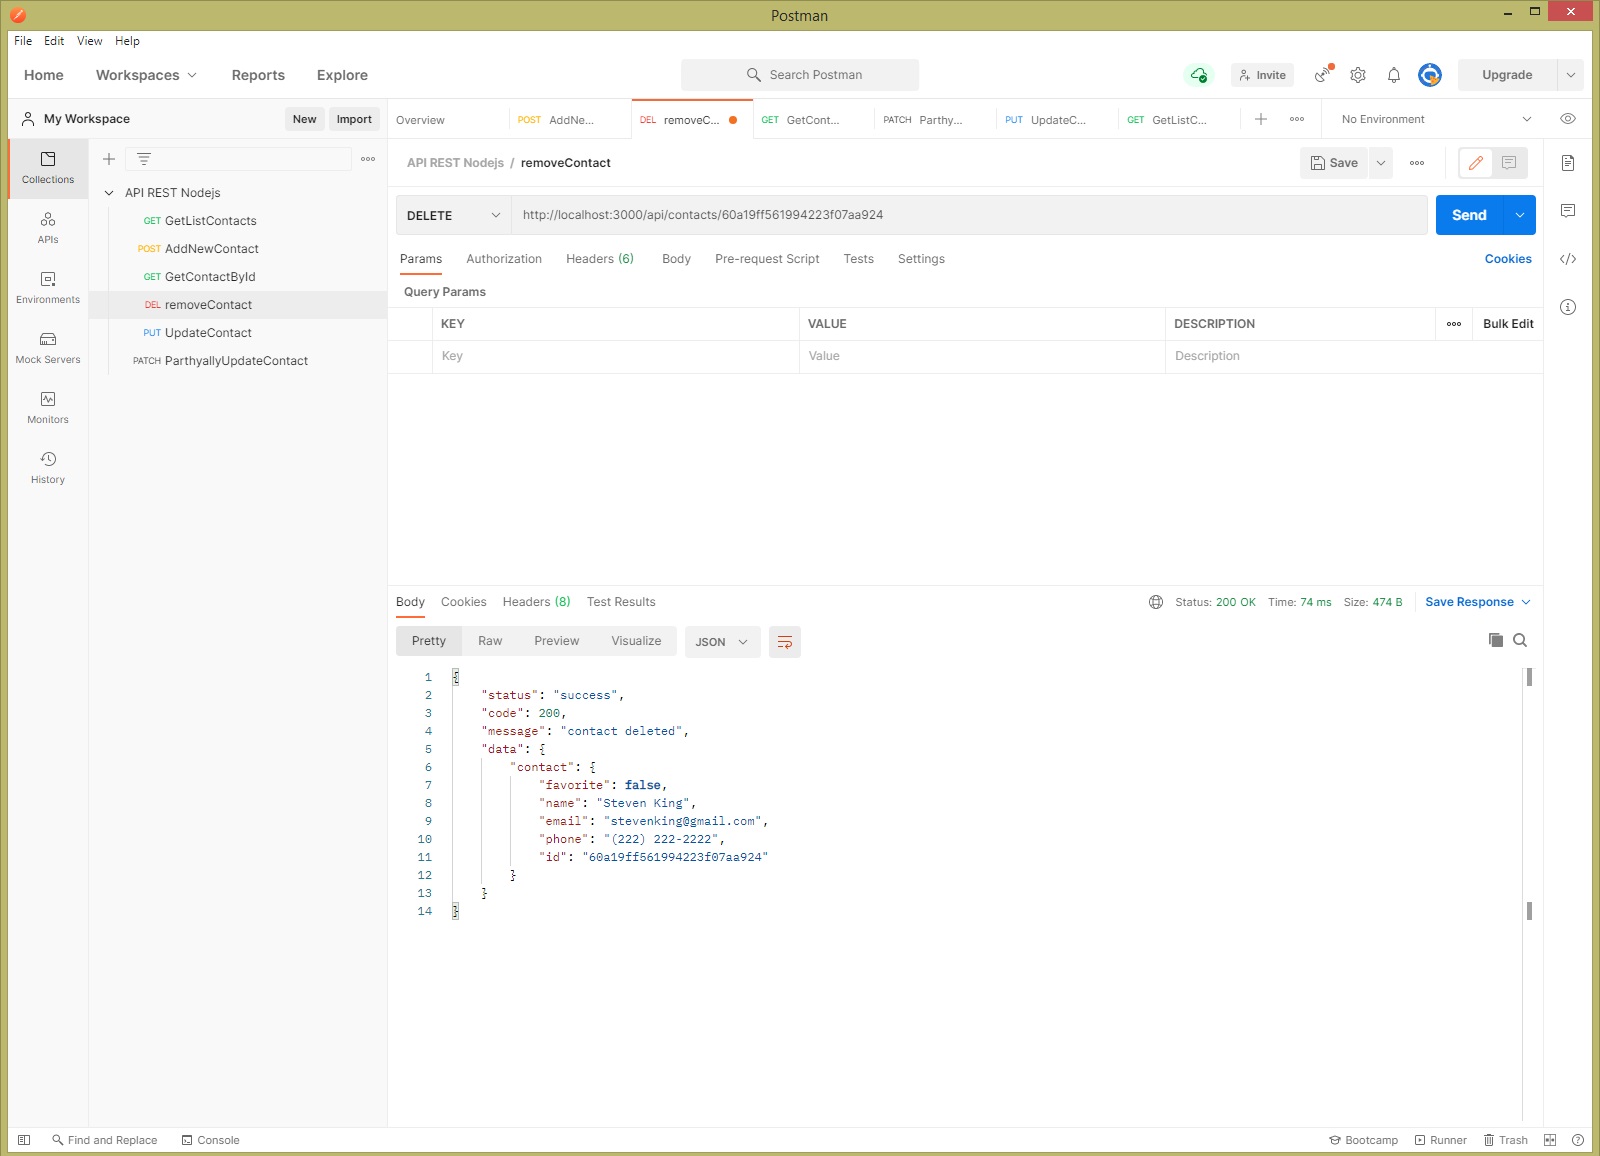 Postman
File Edit View Help
Home Workspaces Reports Explore Search Postman Invite Upgrade
My Workspace New Import
Overview POST AddNe... DEL removeC... GET GetCont... PATCH Parthy... PUT UpdateC... GET GetListC... No Environment
Collections
APIs
Environments
Mock Servers
Monitors
History
API REST Nodejs
GET GetListContacts
POST AddNewContact
GET GetContactById
DEL removeContact
PUT UpdateContact
PATCH ParthyallyUpdateContact
API REST Nodejs / removeContact Save
DELETE http://localhost:3000/api/contacts/60a19ff561994223f07aa924 Send
Params Authorization Headers (6) Body Pre-request Script Tests Settings Cookies
Query Params
KEY VALUE DESCRIPTION Bulk Edit
Key Value Description
Body Cookies Headers (8) Test Results Status: 200 OK Time: 74 ms Size: 474 B Save Response
Pretty Raw Preview Visualize JSON
1 {
2 "status": "success",
3 "code": 200,
4 "message": "contact deleted",
5 "data": {
6 "contact": {
7 "favorite": false,
8 "name": "Steven King",
9 "email": "stevenking@gmail.com",
10 "phone": "(222) 222-2222",
11 "id": "60a19ff561994223f07aa924"
12 }
13 }
14 }
Find and Replace Console Bootcamp Runner Trash